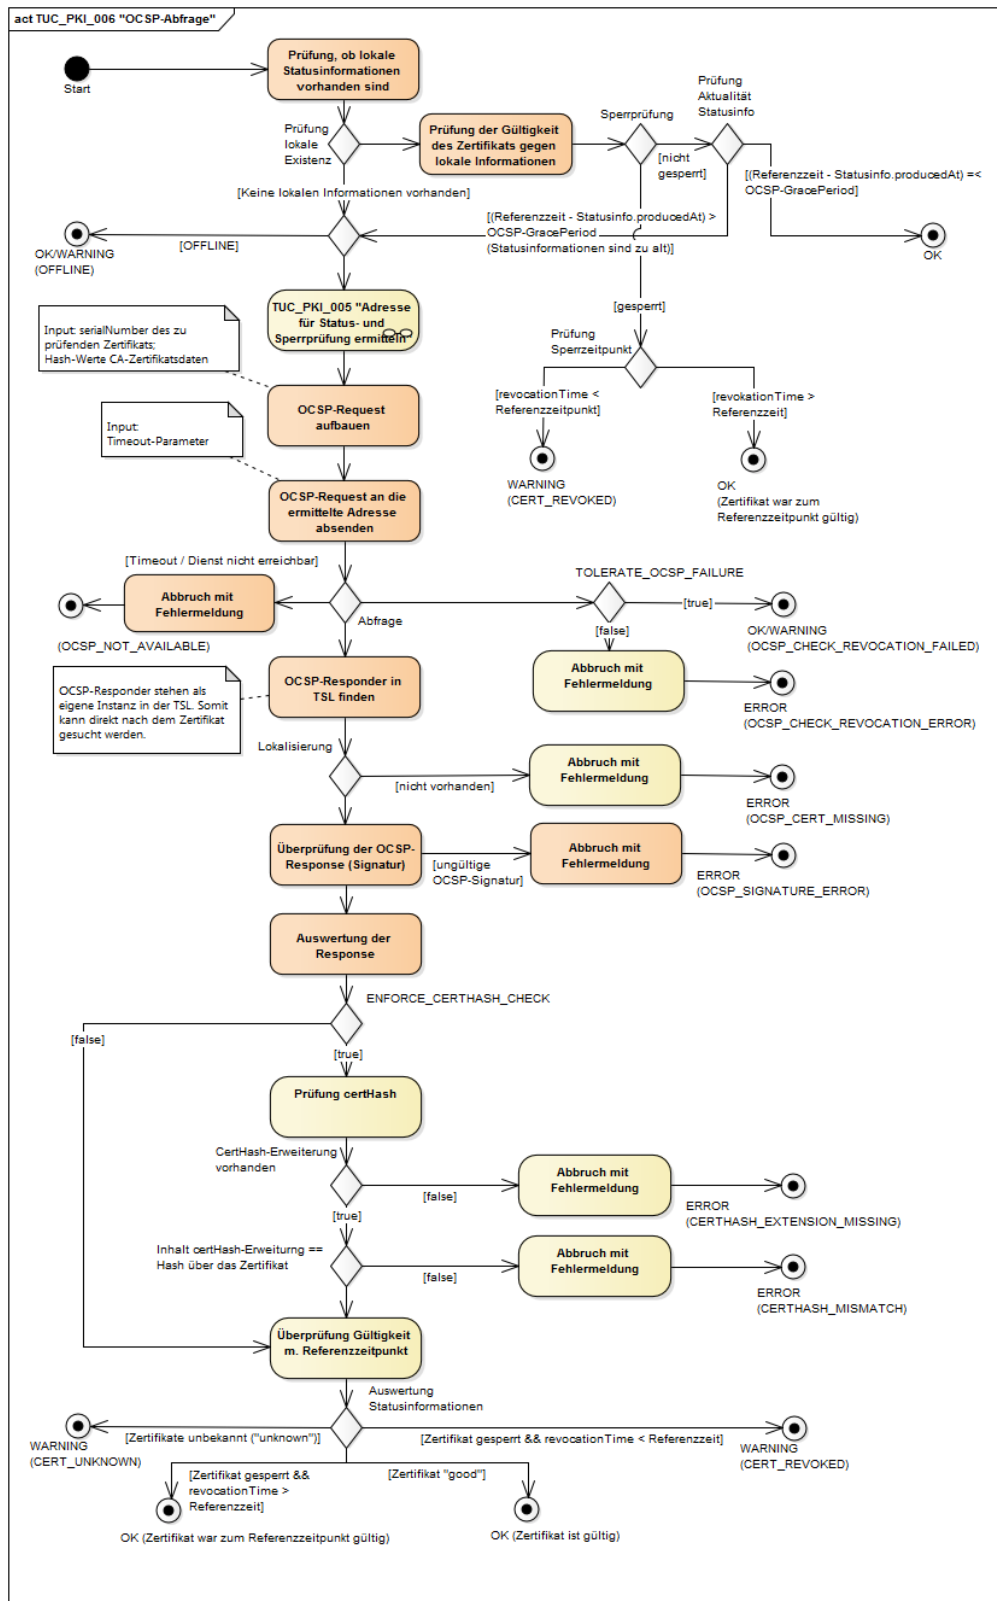 act TUC_PKI_006 "OCSP-Abfrage"
Start
Prüfung, ob lokale
Statusinformationen
vorhanden sind
Prüfung
lokale
Existenz
Prüfung der Gültigkeit
des Zertifikats gegen
lokale Informationen
Sperrprüfung
Prüfung
Aktualität
Statusinfo
[nicht
gesperrt]
[(Referenzzeit - Statusinfo.producedAt) =<
OCSP-GracePeriod]
OK
[Keine lokalen Informationen vorhanden]
[(Referenzzeit - Statusinfo.producedAt) >
OCSP-GracePeriod
(Statusinformationen sind zu alt)]
[OFFLINE]
OK/WARNING
(OFFLINE)
TUC_PKI_005 "Adresse
für Status- und
Sperrprüfung ermitteln"
[gesperrt]
Input: serialNumber des zu
prüfenden Zertifikats;
Hash-Werte CA-Zertifikatsdaten
Prüfung
Sperrzeitpunkt
[revocationTime <
Referenzzeitpunkt]
[revokationTime >
Referenzzeit]
OCSP-Request
aufbauen
Input:
Timeout-Parameter
WARNING
(CERT_REVOKED)
OK
(Zertifikat war zum
Referenzzeitpunkt gültig)
OCSP-Request an die
ermittelte Adresse
absenden
[Timeout / Dienst nicht erreichbar]
TOLERATE_OCSP_FAILURE
Abbruch mit
Fehlermeldung
[true]
Abfrage
[false]
(OCSP_NOT_AVAILABLE)
OK/WARNING
(OCSP_CHECK_REVOCATION_FAILED)
OCSP-Responder in
TSL finden
Abbruch mit
Fehlermeldung
OCSP-Responder stehen als
eigene Instanz in der TSL. Somit
kann direkt nach dem Zertifikat
gesucht werden.
ERROR
(OCSP_CHECK_REVOCATION_ERROR)
Lokalisierung
[nicht vorhanden]
Abbruch mit
Fehlermeldung
ERROR
(OCSP_CERT_MISSING)
Überprüfung der OCSP-
Response (Signatur)
[ungültige
OCSP-Signatur]
Abbruch mit
Fehlermeldung
ERROR
(OCSP_SIGNATURE_ERROR)
Auswertung der
Response
ENFORCE_CERTHASH_CHECK
[false]
[true]
Prüfung certHash
CertHash-Erweiterung
vorhanden
Abbruch mit
Fehlermeldung
[false]
[true]
ERROR
(CERTHASH_EXTENSION_MISSING)
Inhalt certHash-Erweiturng ==
Hash über das Zertifikat
Abbruch mit
Fehlermeldung
[false]
ERROR
(CERTHASH_MISMATCH)
Überprüfung Gültigkeit
m. Referenzzeitpunkt
Auswertung
Statusinformationen
[Zertifikate unbekannt ("unknown")]
[Zertifikat gesperrt && revocationTime < Referenzzeit]
WARNING
(CERT_UNKNOWN)
WARNING
(CERT_REVOKED)
[Zertifikat gesperrt &&
revocationTime >
Referenzzeit]
[Zertifikat "good"]
OK (Zertifikat war zum Referenzzeitpunkt gültig)
OK (Zertifikat ist gültig)